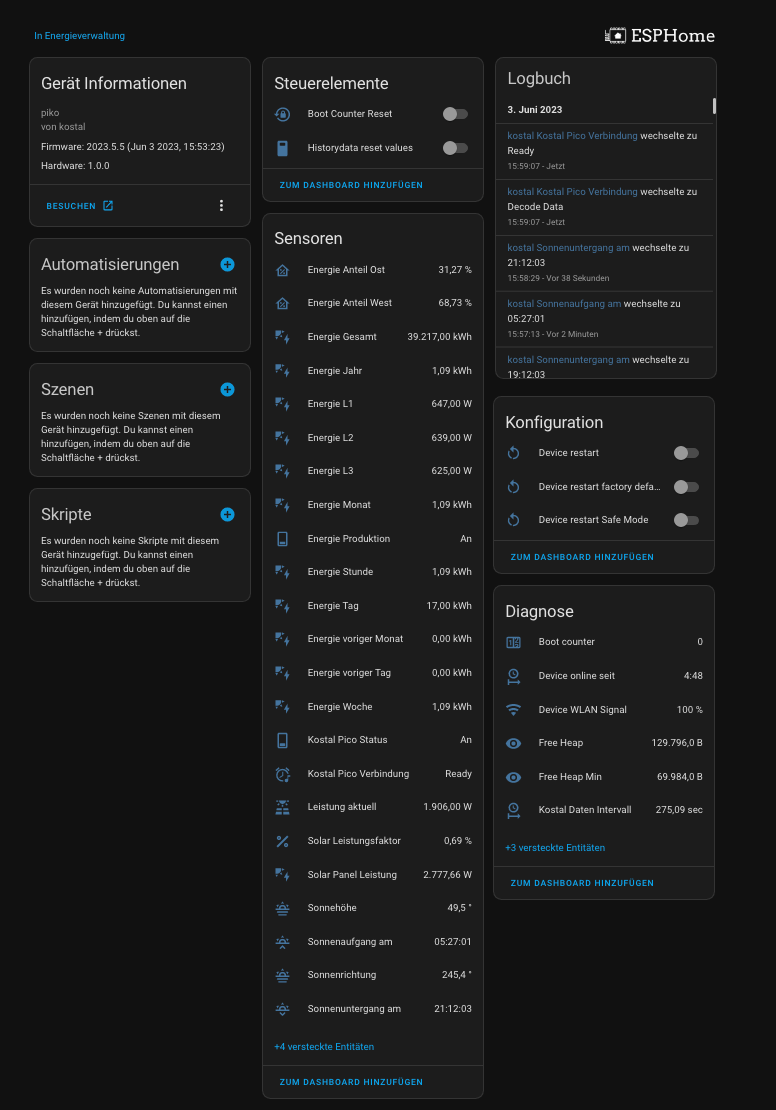 In Energieverwaltung
ESPHome
Gerät Informationen
piko
von kostal
Firmware: 2023.5.5 (Jun 3 2023, 15:53:23)
Hardware: 1.0.0
BESUCHEN
Automatisierungen
Es wurden noch keine Automatisierungen mit
diesem Gerät hinzugefügt. Du kannst einen
hinzufügen, indem du oben auf die
Schaltfläche + drückst.
Szenen
Es wurden noch keine Szenen mit diesem
Gerät hinzugefügt. Du kannst einen
hinzufügen, indem du oben auf die
Schaltfläche + drückst.
Skripte
Es wurden noch keine Skripte mit diesem
Gerät hinzugefügt. Du kannst einen
hinzufügen, indem du oben auf die
Schaltfläche + drückst.
Steuerelemente
Boot Counter Reset
Historydata reset values
ZUM DASHBOARD HINZUFÜGEN
Sensoren
Energie Anteil Ost 31,27 %
Energie Anteil West 68,73 %
Energie Gesamt 39.217,00 kWh
Energie Jahr 1,09 kWh
Energie L1 647,00 W
Energie L2 639,00 W
Energie L3 625,00 W
Energie Monat 1,09 kWh
Energie Produktion An
Energie Stunde 1,09 kWh
Energie Tag 17,00 kWh
Energie voriger Monat 0,00 kWh
Energie voriger Tag 0,00 kWh
Energie Woche 1,09 kWh
Kostal Pico Status An
Kostal Pico Verbindung Ready
Leistung aktuell 1.906,00 W
Solar Leistungsfaktor 0,69 %
Solar Panel Leistung 2.777,66 W
Sonnehöhe 49,5 °
Sonnenaufgang am 05:27:01
Sonnenrichtung 245,4 °
Sonnenuntergang am 21:12:03
+4 versteckte Entitäten
ZUM DASHBOARD HINZUFÜGEN
Logbuch
3. Juni 2023
kostal Kostal Pico Verbindung wechselte zu
Ready
15:59:07 - Jetzt
kostal Kostal Pico Verbindung wechselte zu
Decode Data
15:59:07 - Jetzt
kostal Sonnenuntergang am wechselte zu
21:12:03
15:58:29 - Vor 38 Sekunden
kostal Sonnenaufgang am wechselte zu
05:27:01
15:57:13 - Vor 2 Minuten
kostal Sonnenuntergang am wechselte zu
19:12:03
Konfiguration
Device restart
Device restart factory defa...
Device restart Safe Mode
ZUM DASHBOARD HINZUFÜGEN
Diagnose
Boot counter 0
Device online seit 4:48
Device WLAN Signal 100 %
Free Heap 129.796,0 B
Free Heap Min 69.984,0 B
Kostal Daten Intervall 275,09 sec
+3 versteckte Entitäten
ZUM DASHBOARD HINZUFÜGEN